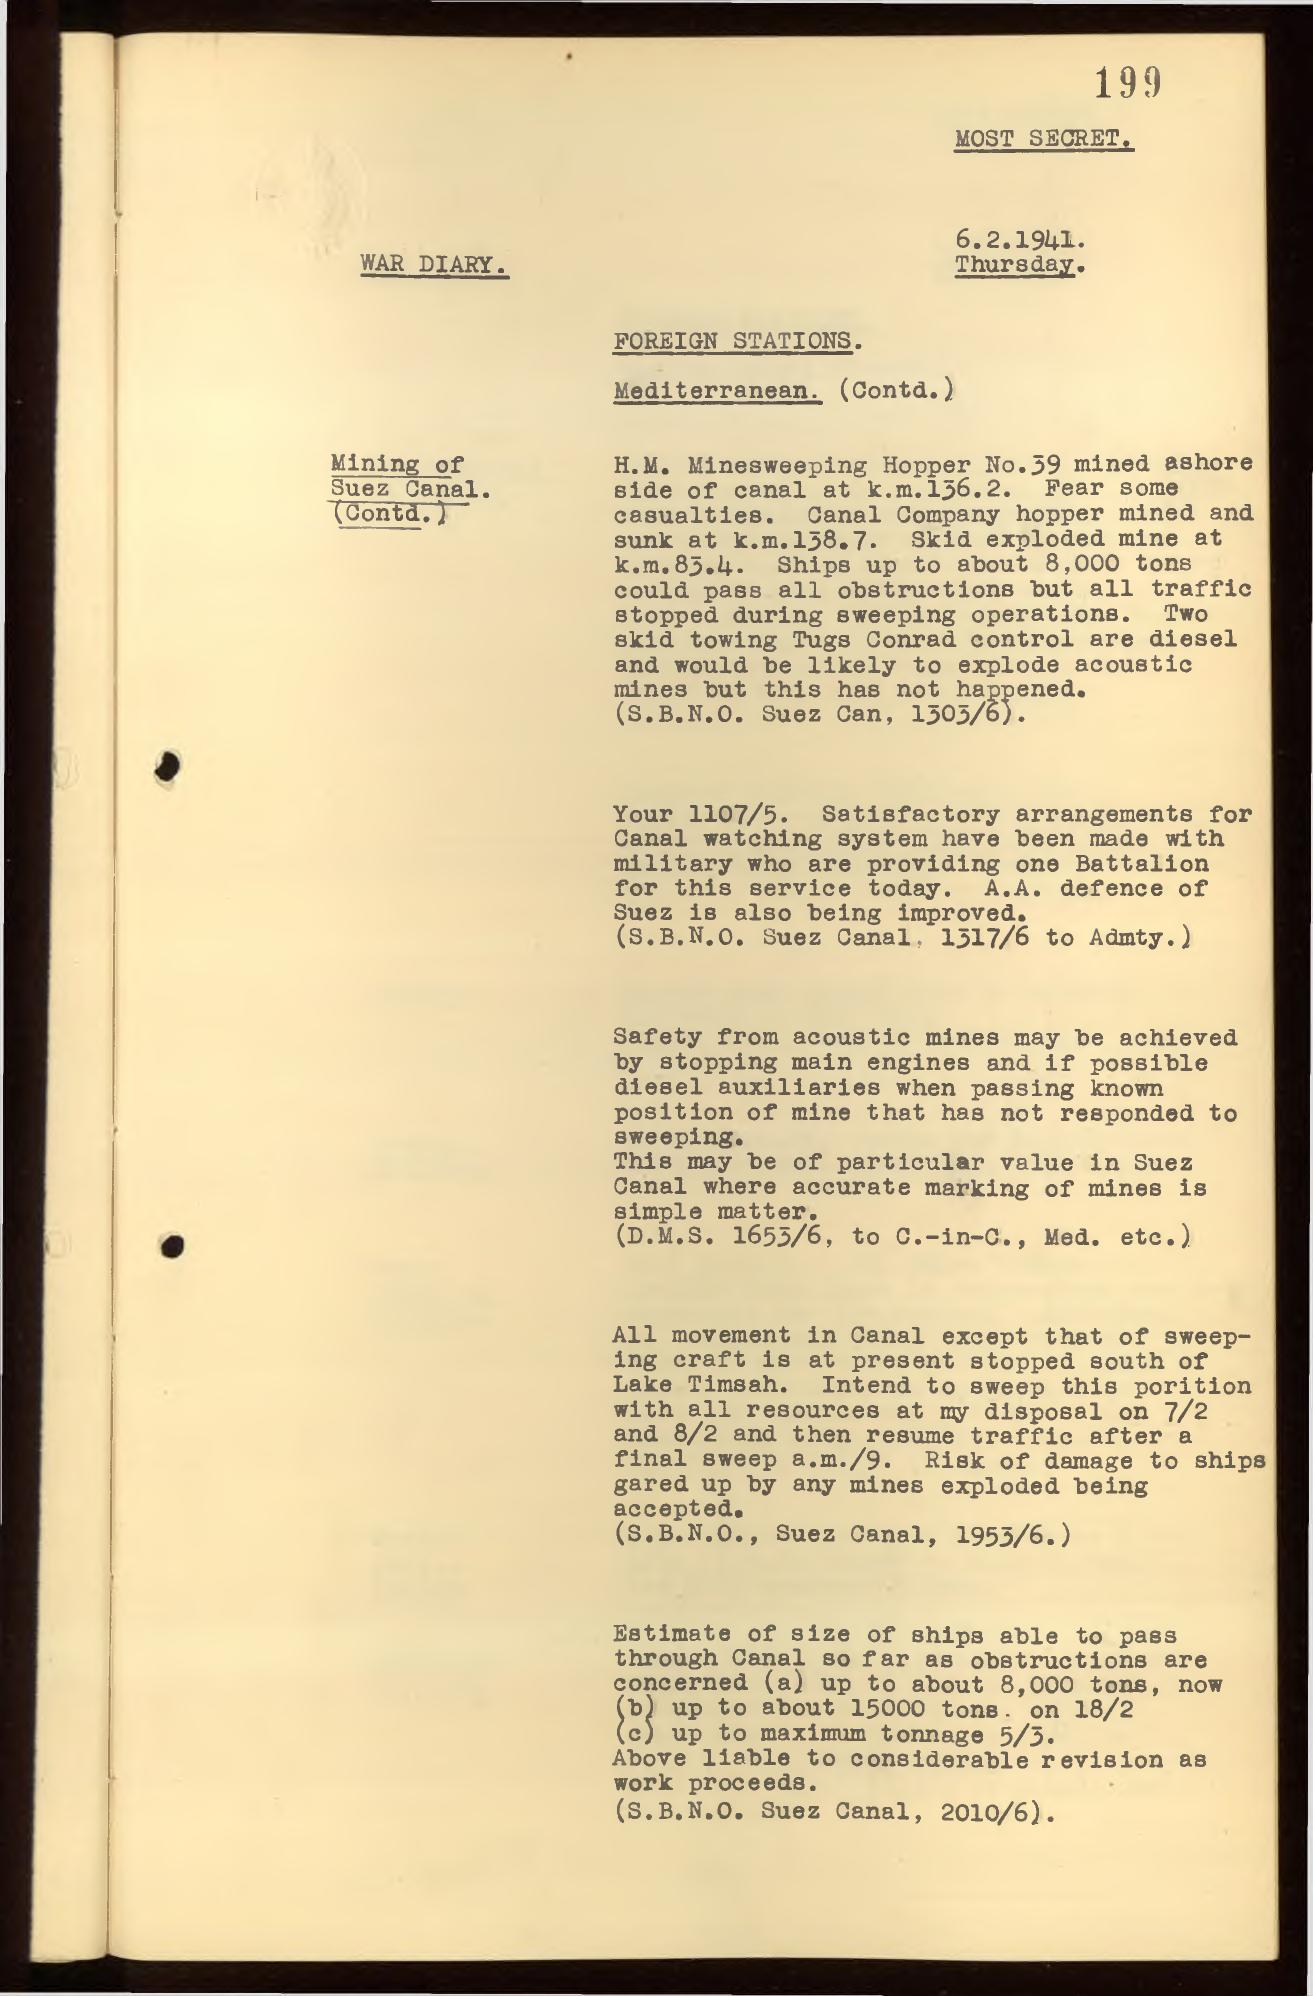 199
MOST SECRET.
6.2.1941.
WAR DIARY.
Thursday.
FOREIGN STATIONS.
Mediterranean. (Contd.)
Mining of
Suez Canal.
(Contd.)
H.M. Minesweeping Hopper No.39 mined ashore
side of canal at k.m.136.2.  Fear some
casualties.  Canal Company hopper mined and
sunk at k.m.138.7.  Skid exploded mine at
k.m.83.4.  Ships up to about 8,000 tons
could pass all obstructions but all traffic
stopped during sweeping operations.  Two
skid towing Tugs Conrad control are diesel
and would be likely to explode acoustic
mines but this has not happened.
(S.B.N.O. Suez Can, 1303/6).
Your 1107/5.  Satisfactory arrangements for
Canal watching system have been made with
military who are providing one Battalion
for this service today.  A.A. defence of
Suez is also being improved.
(S.B.N.O. Suez Canal, 1317/6 to Admty.)
Safety from acoustic mines may be achieved
by stopping main engines and if possible
diesel auxiliaries when passing known
position of mine that has not responded to
sweeping.
This may be of particular value in Suez
Canal where accurate marking of mines is
simple matter.
(D.M.S. 1653/6, to C.-in-C., Med. etc.)
All movement in Canal except that of sweep-
ing craft is at present stopped south of
Lake Timsah.  Intend to sweep this porition
with all resources at my disposal on 7/2
and 8/2 and then resume traffic after a
final sweep a.m./9.  Risk of damage to ships
gared up by any mines exploded being
accepted.
(S.B.N.O., Suez Canal, 1953/6.)
Estimate of size of ships able to pass
through Canal so far as obstructions are
concerned (a) up to about 8,000 tons, now
(b) up to about 15000 tons. on 18/2
(c) up to maximum tonnage 5/3.
Above liable to considerable revision as
work proceeds.
(S.B.N.O. Suez Canal, 2010/6).